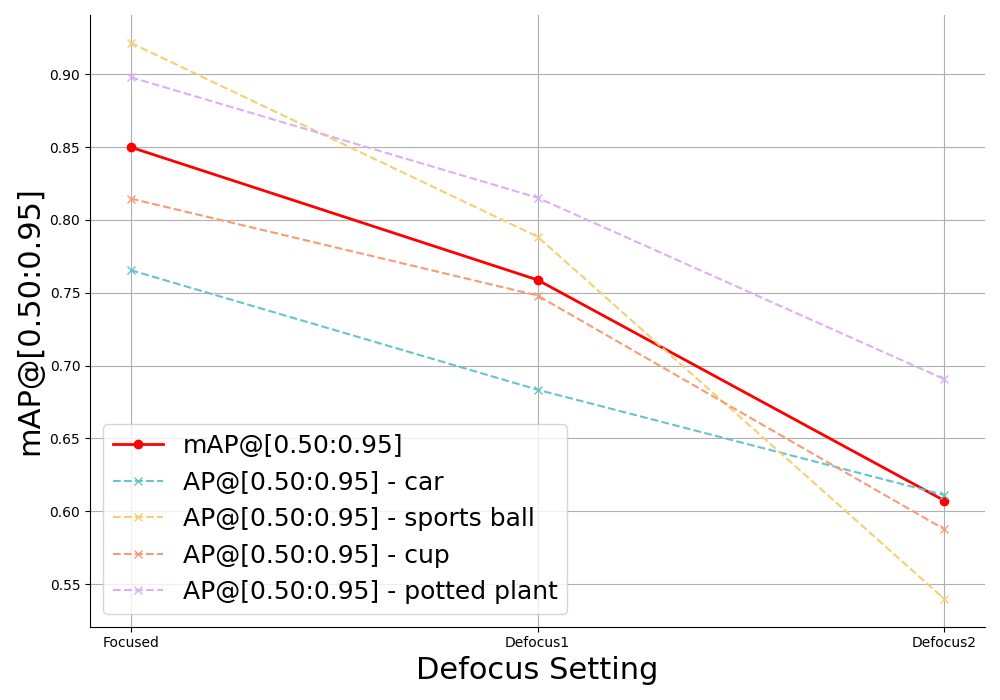 mAP@[0.50:0.95]
0.90
0.85
0.80
0.75
0.70
0.65
0.60
0.55
mAP@[0.50:0.95]
AP@[0.50:0.95] - car
AP@[0.50:0.95] - sports ball
AP@[0.50:0.95] - cup
AP@[0.50:0.95] - potted plant
Focused Defocus1 Defocus2
Defocus Setting